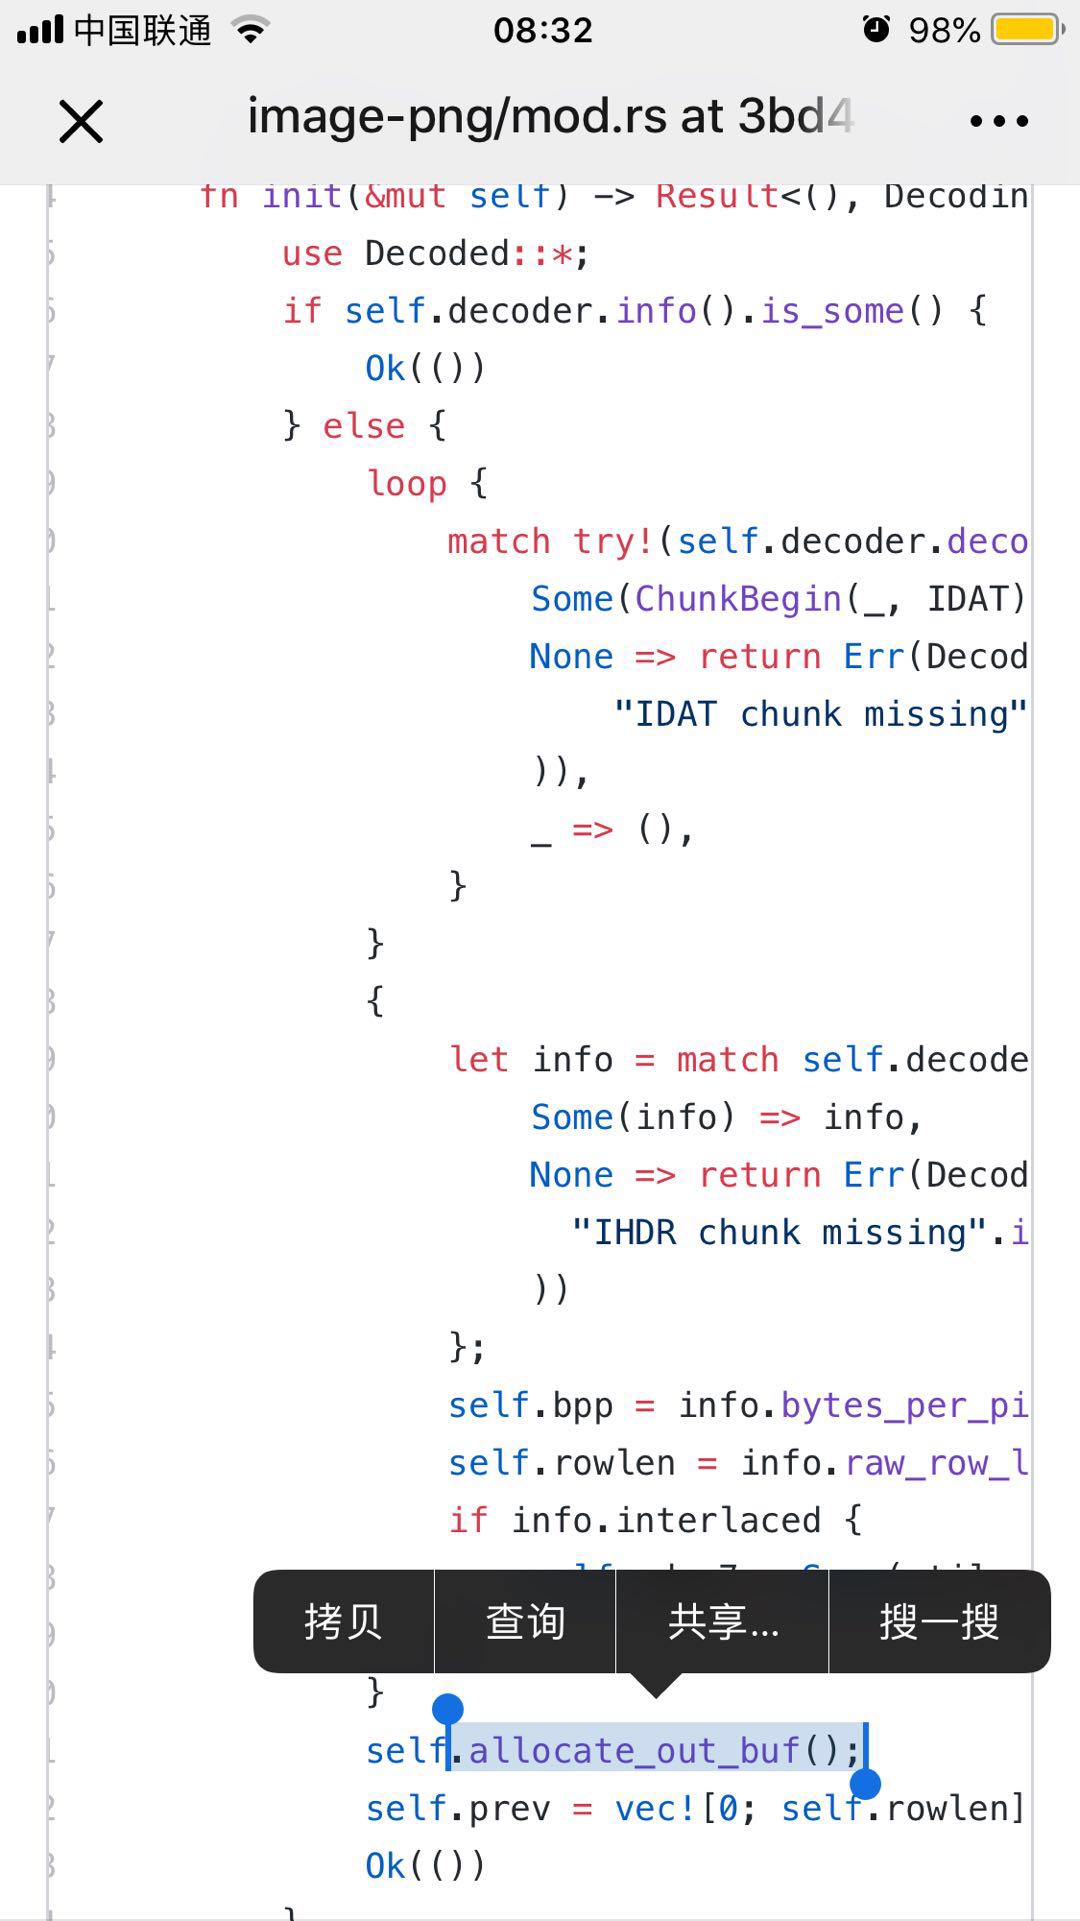 中国联通 08:32 98%
image-png/mod.rs at 3bd4
fn init(&mut self) -> Result<(), Decodin
use Decoded::*;
if self.decoder.info().is_some() {
Ok(())
} else {
loop {
match try!(self.decoder.deco
Some(ChunkBegin(_, IDAT)
None => return Err(Decod
"IDAT chunk missing"
)),
_ => (),
}
}
{
let info = match self.decode
Some(info) => info,
None => return Err(Decod
"IHDR chunk missing".i
))
};
self.bpp = info.bytes_per_pi
self.rowlen = info.raw_row_l
if info.interlaced {
拷贝 查询 共享... 搜一搜
}
self.allocate_out_buf();
self.prev = vec![0; self.rowlen]
Ok(())
}